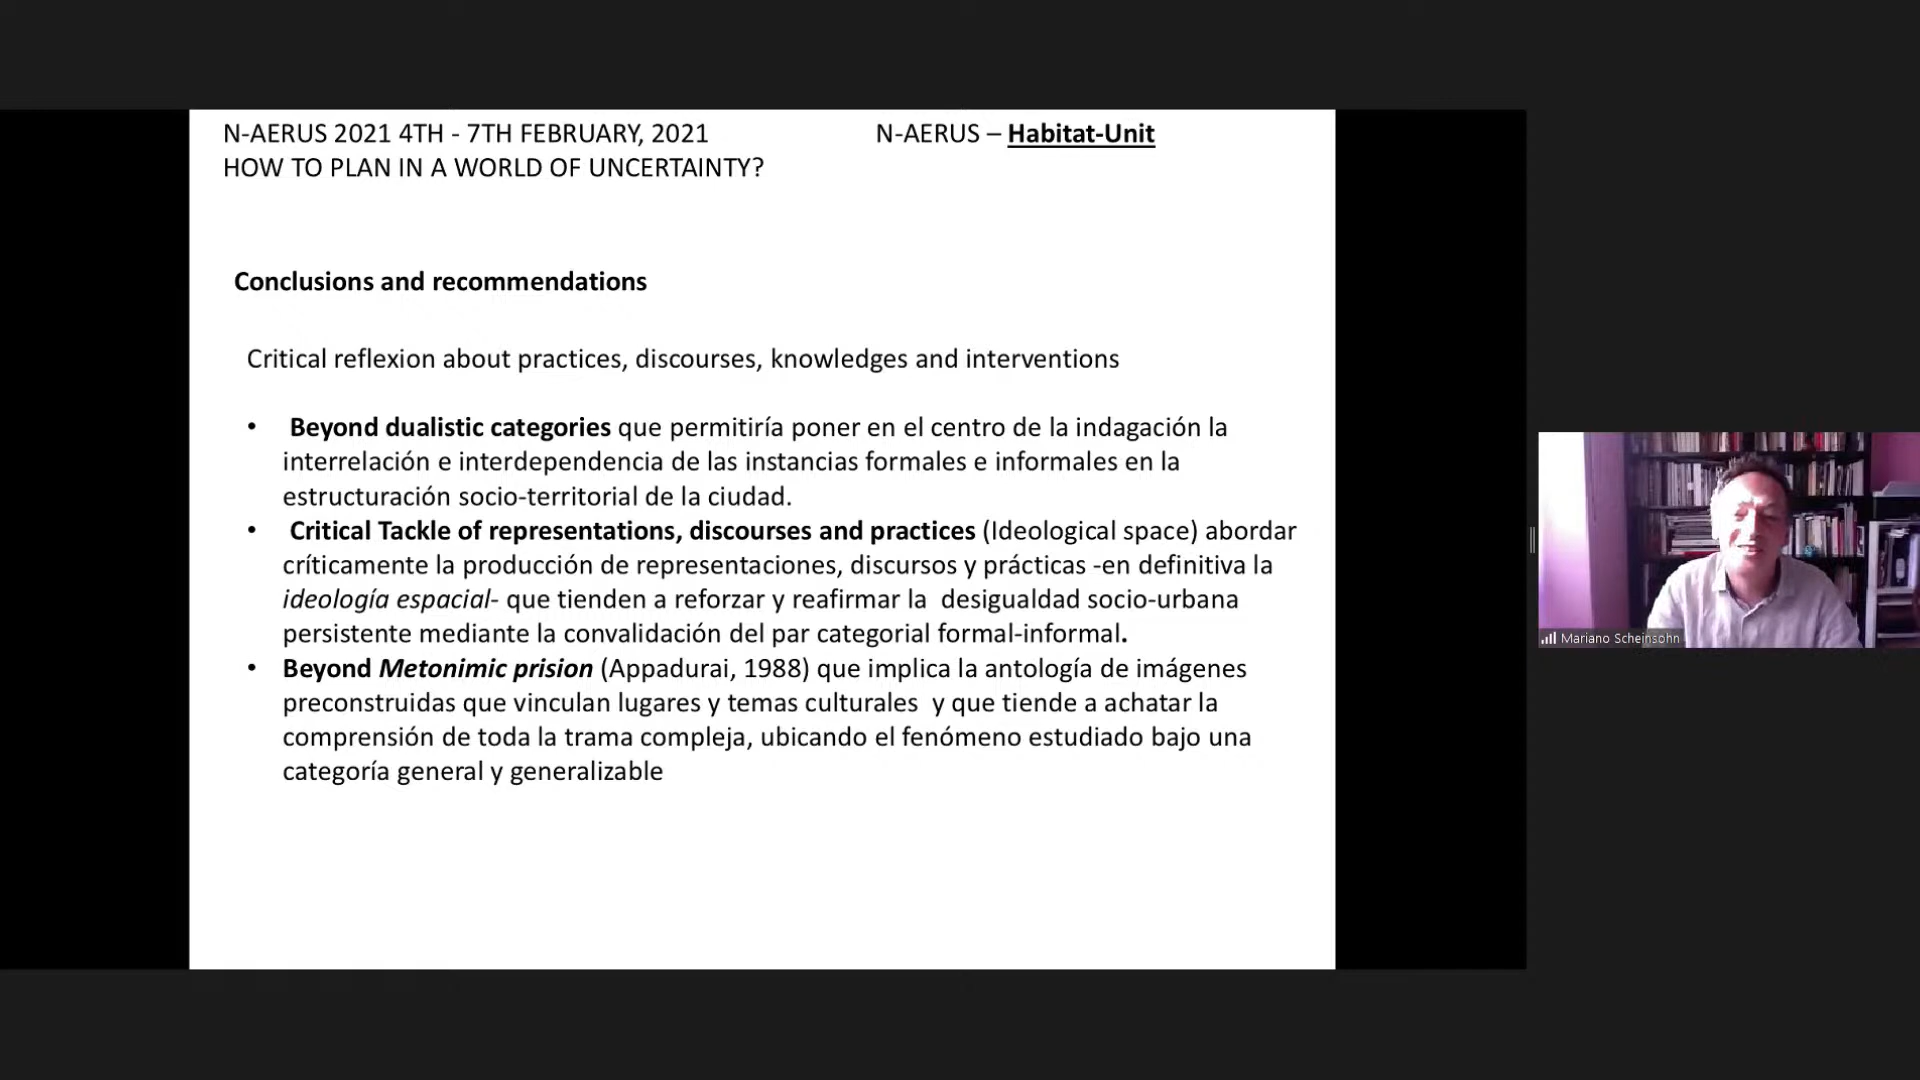 N-AERUS 2021 4TH - 7TH FEBRUARY, 2021 N-AERUS – Habitat-Unit
HOW TO PLAN IN A WORLD OF UNCERTAINTY?
Conclusions and recommendations
Critical reflexion about practices, discourses, knowledges and interventions
• Beyond dualistic categories que permitiría poner en el centro de la indagación la
interrelación e interdependencia de las instancias formales e informales en la
estructuración socio-territorial de la ciudad.
• Critical Tackle of representations, discourses and practices (Ideological space) abordar
críticamente la producción de representaciones, discursos y prácticas -en definitiva la
ideología espacial- que tienden a reforzar y reafirmar la desigualdad socio-urbana
persistente mediante la convalidación del par categorial formal-informal.
• Beyond Metonimic prision (Appadurai, 1988) que implica la antología de imágenes
preconstruidas que vinculan lugares y temas culturales y que tiende a achatar la
comprensión de toda la trama compleja, ubicando el fenómeno estudiado bajo una
categoría general y generalizable
Mariano Scheinsohn